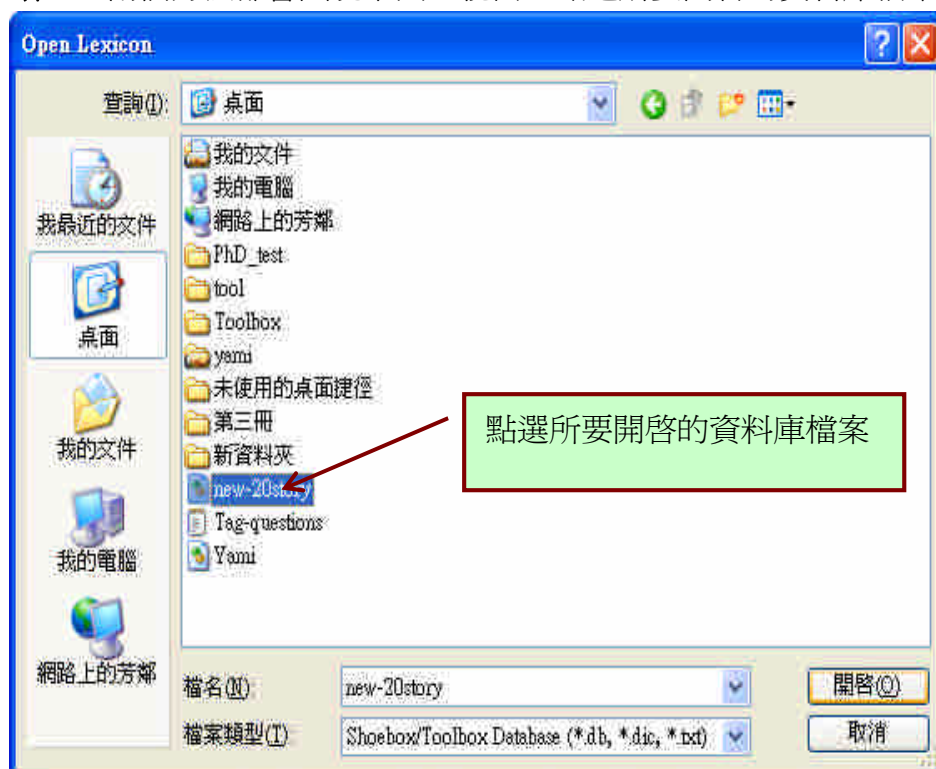 Open Lexicon
查詢(I):
桌面
我的文件
我的電腦
網路上的芳鄰
PhD_test
tool
Toolbox
yami
未使用的桌面捷徑
第三冊
新資料夾
new-20story
Tag-questions
Yami
我最近的文件
桌面
我的文件
我的電腦
網路上的芳鄰
點選所要開啓的資料庫檔案
檔名(N):
new-20story
開啓(O)
檔案類型(T):
Shoebox/Toolbox Database (*.db, *.dic, *.txt)
取消